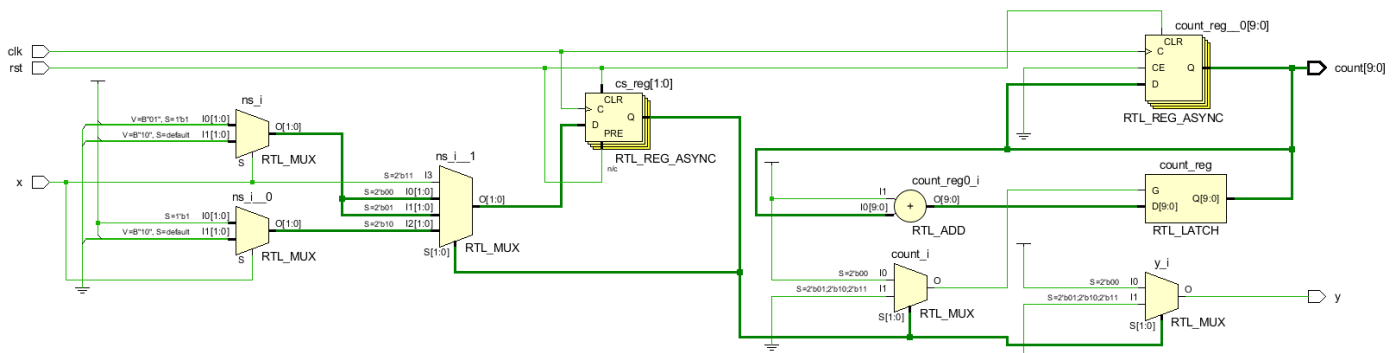 clk
rst
x
ns_i
V=B"01", S=1'b1 I0[1:0]
V=B"10", S=default I1[1:0]
O[1:0]
S
RTL_MUX
ns_i__0
S=1'b1 I0[1:0]
V=B"10", S=default I1[1:0]
O[1:0]
S
RTL_MUX
ns_i__1
S=2'b11 I3
S=2'b00 I0[1:0]
S=2'b01 I1[1:0]
S=2'b10 I2[1:0]
O[1:0]
S[1:0]
RTL_MUX
cs_reg[1:0]
CLR
C
Q
D
PRE
RTL_REG_ASYNC
n/c
count_reg__0[9:0]
CLR
C
CE
Q
D
RTL_REG_ASYNC
count[9:0]
count_reg0_i
I1
I0[9:0]
+
O[9:0]
RTL_ADD
count_reg
G
D[9:0]
Q[9:0]
RTL_LATCH
count_i
S=2'b00 I0
S=2'b01;2'b10;2'b11 I1
O
S[1:0]
RTL_MUX
y_i
S=2'b00 I0
S=2'b01;2'b10;2'b11 I1
O
S[1:0]
RTL_MUX
y